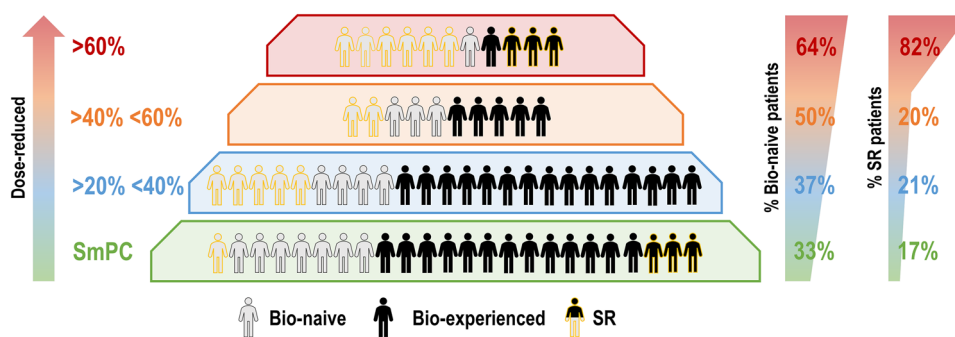 Dose-reduced
>60%
64%
82%
>40% <60%
50%
20%
>20% <40%
37%
21%
SmPC
33%
17%
% Bio-naive patients
% SR patients
Bio-naive
Bio-experienced
SR